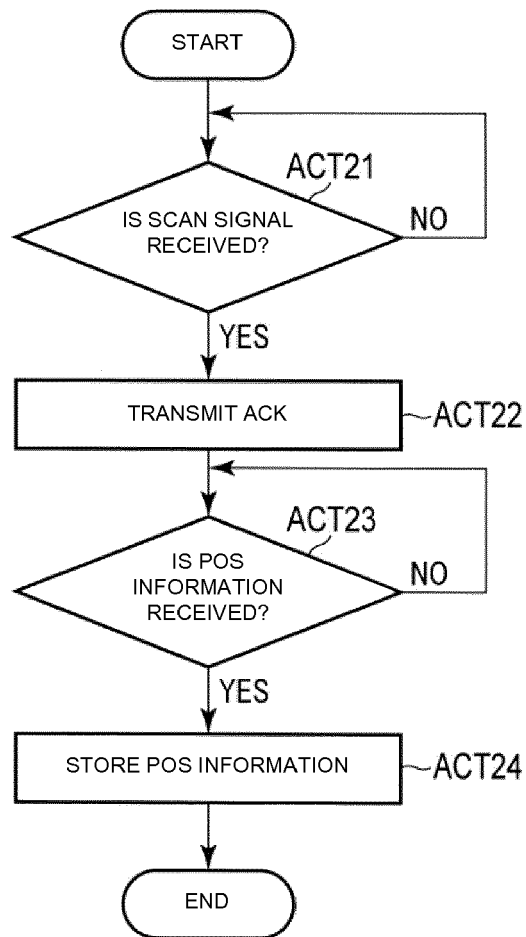 START
ACT21
IS SCAN SIGNAL
RECEIVED?
NO
YES
TRANSMIT ACK
ACT22
ACT23
IS POS
INFORMATION
RECEIVED?
NO
YES
STORE POS INFORMATION
ACT24
END